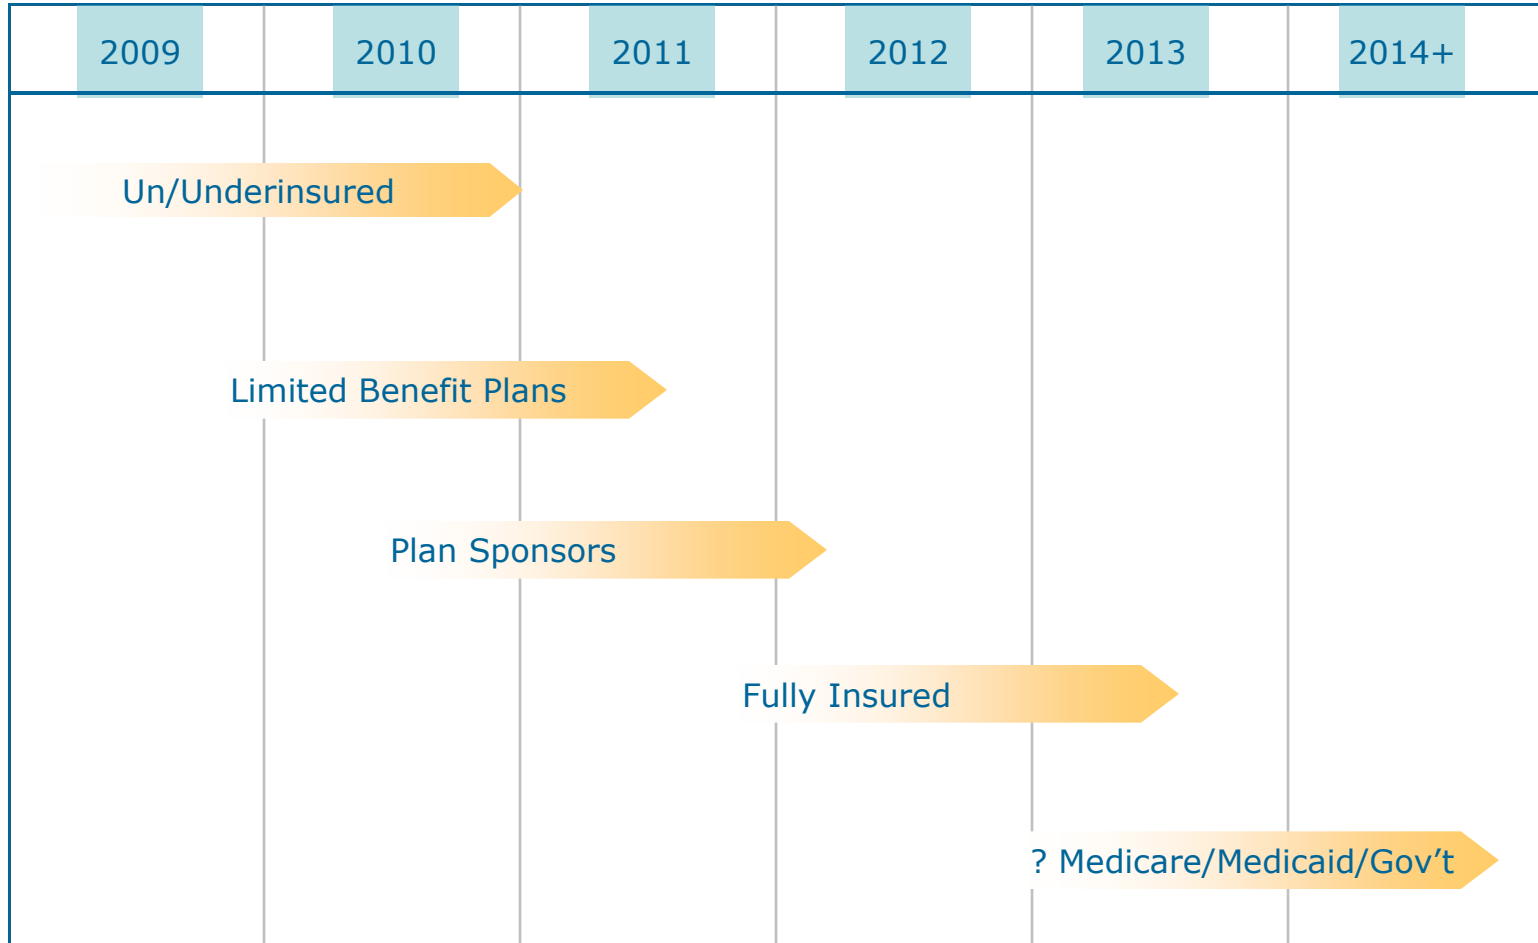 2009
2010
2011
2012
2013
2014+
Un/Underinsured
Limited Benefit Plans
Plan Sponsors
Fully Insured
? Medicare/Medicaid/Gov’t